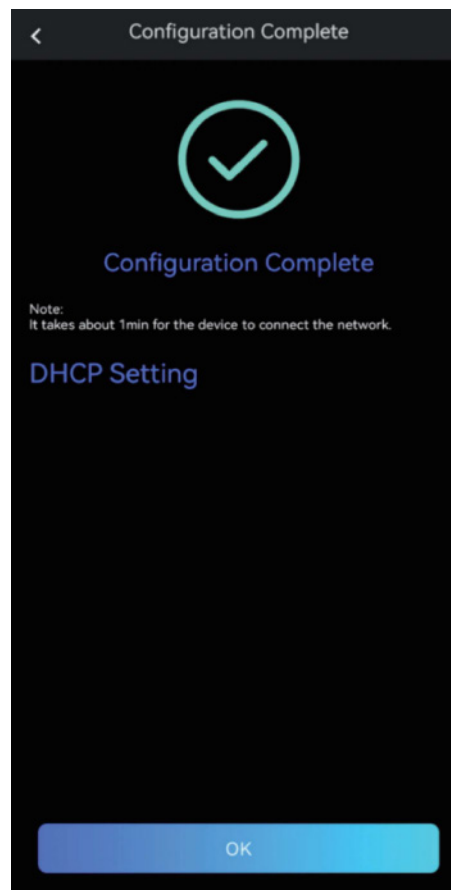 Configuration Complete
Configuration Complete
Note:
It takes about 1min for the device to connect the network.
DHCP Setting
OK